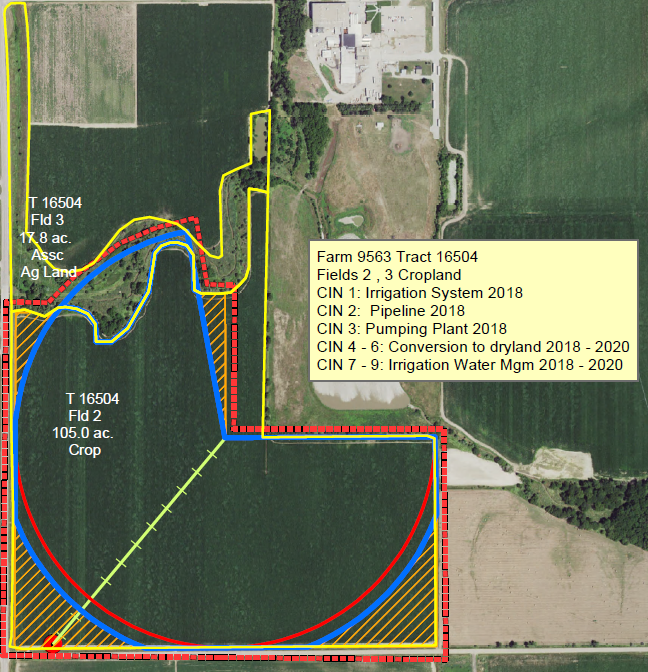 T 16504
Fld 3
17.8 ac.
Assc
Ag Land
Farm 9563 Tract 16504
Fields 2 , 3 Cropland
CIN 1: Irrigation System 2018
CIN 2:  Pipeline 2018
CIN 3: Pumping Plant 2018
CIN 4 - 6: Conversion to dryland 2018 - 2020
CIN 7 - 9: Irrigation Water Mgm 2018 - 2020
T 16504
Fld 2
105.0 ac.
Crop